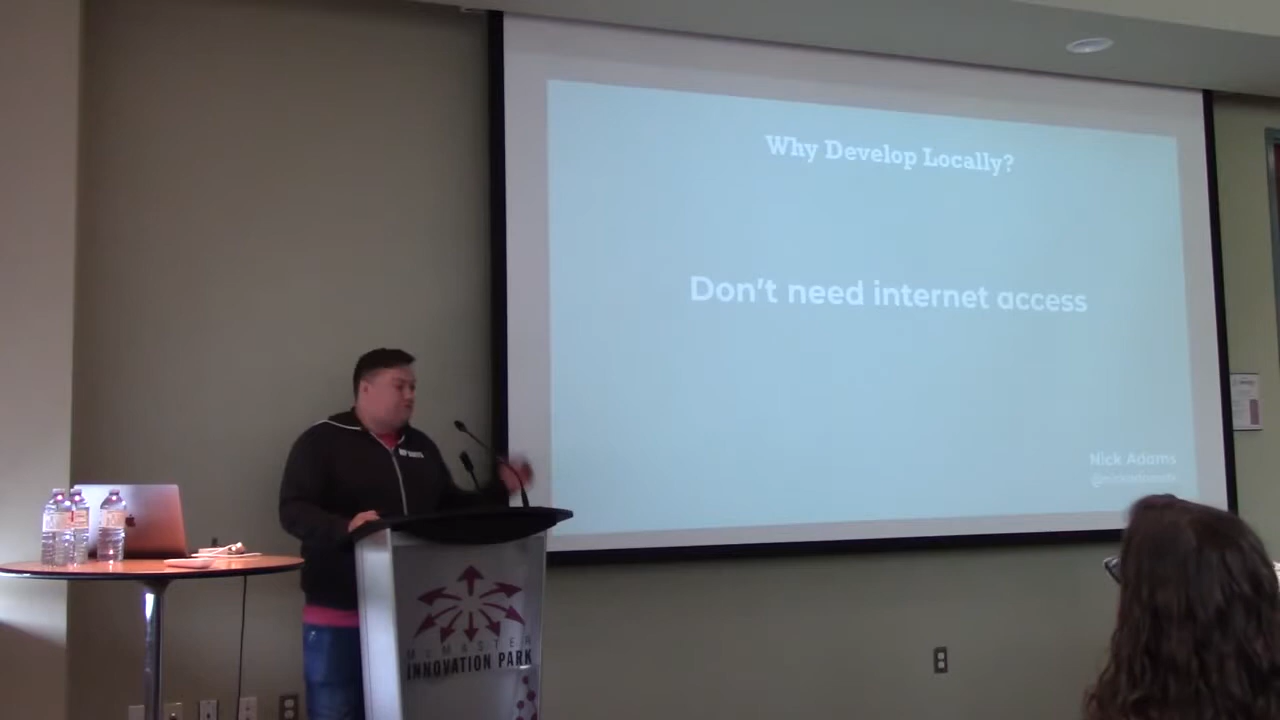 Why Develop Locally?
Don't need internet access
Nick Adams
McMASTER
INNOVATION PARK